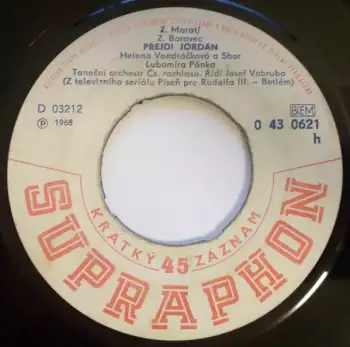 Z. Marat/
Z. Borovec
PŘEJDI JORDÁN
Helena Vondráčková a Sbor
Lubomíra Pánka
Taneční orchestr Čs. rozhlasu. Řídí Josef Vobruba
(Z televizního seriálu Píseň pro Rudolfa III. – Betlém)
D 03212
BIEM
℗ 1968
0 43 0621
h
KRÁTKÝ 45 ZÁZNAM
SUPRAPHON